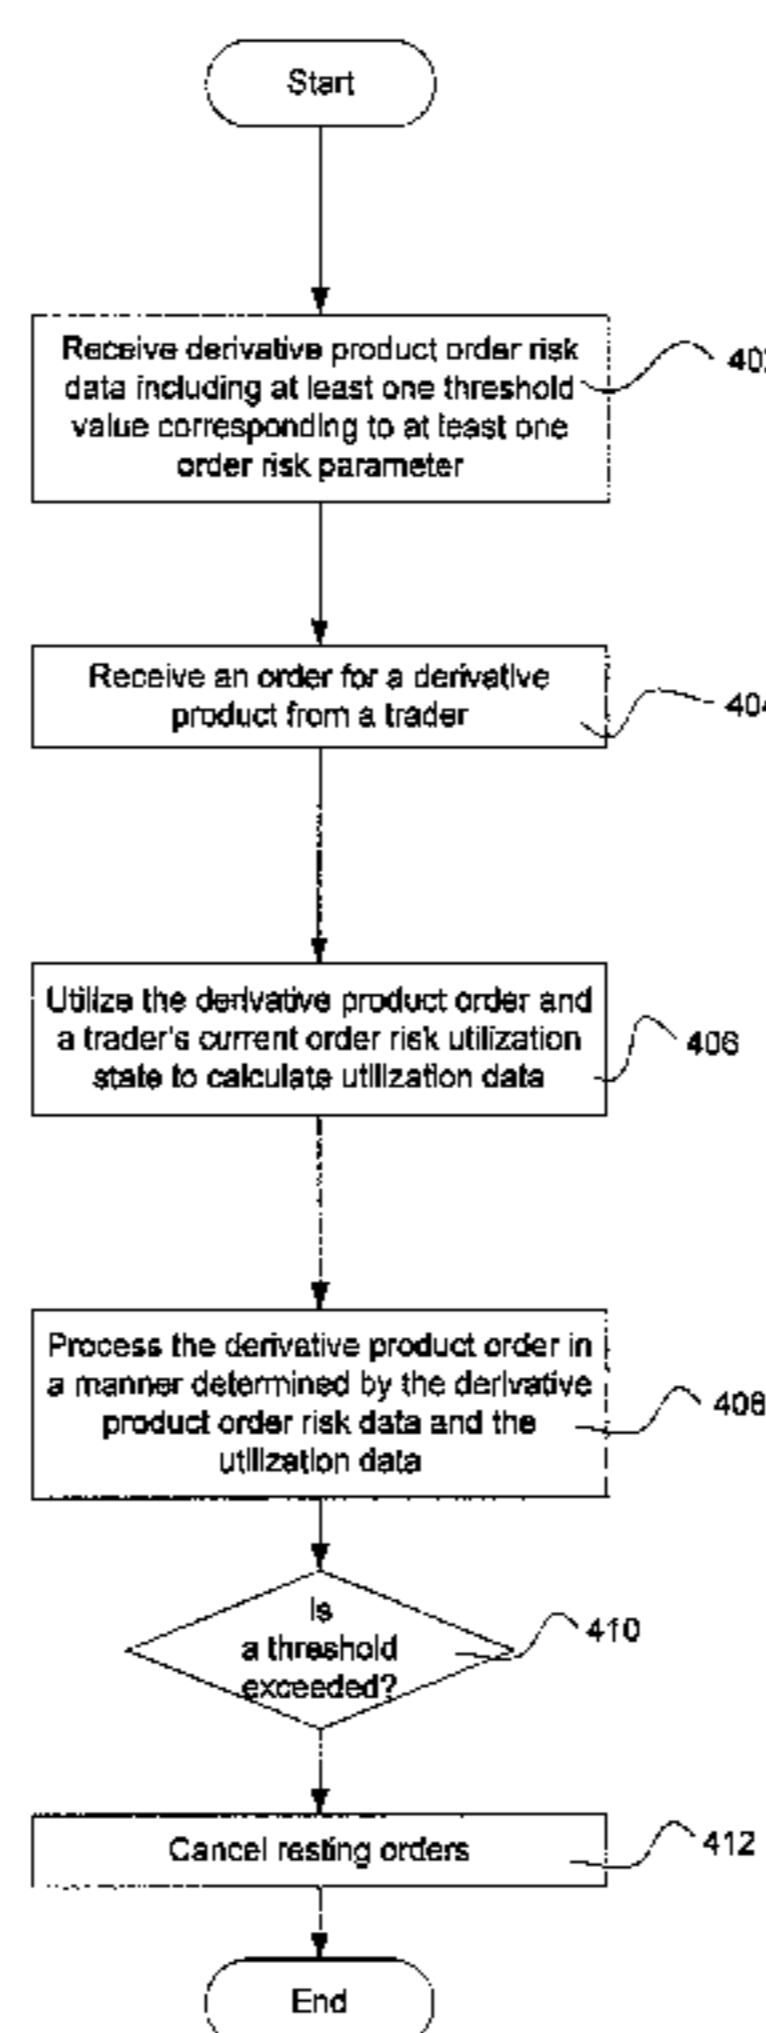 Start
Receive derivative product order risk
data including at least one threshold
value corresponding to at least one
order risk parameter
Receive an order for a derivative
product from a trader
404
Utilize the derivative product order and
a trader's current order risk utilization
state to calculate utilization data
406
Process the derivative product order in
a manner determined by the derivative
product order risk data and the
utilization data
408
Is
a threshold
exceeded?
410
Cancel resting orders
412
End